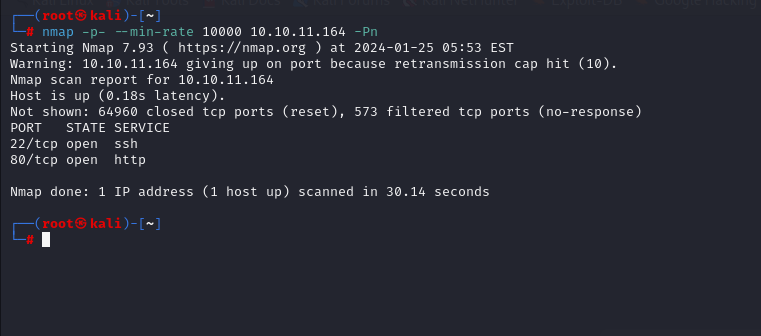 (root㉿kali)-[~]
# nmap -p- --min-rate 10000 10.10.11.164 -Pn
Starting Nmap 7.93 ( https://nmap.org ) at 2024-01-25 05:53 EST
Warning: 10.10.11.164 giving up on port because retransmission cap hit (10).
Nmap scan report for 10.10.11.164
Host is up (0.18s latency).
Not shown: 64960 closed tcp ports (reset), 573 filtered tcp ports (no-response)
PORT   STATE SERVICE
22/tcp open  ssh
80/tcp open  http
Nmap done: 1 IP address (1 host up) scanned in 30.14 seconds
(root㉿kali)-[~]
#